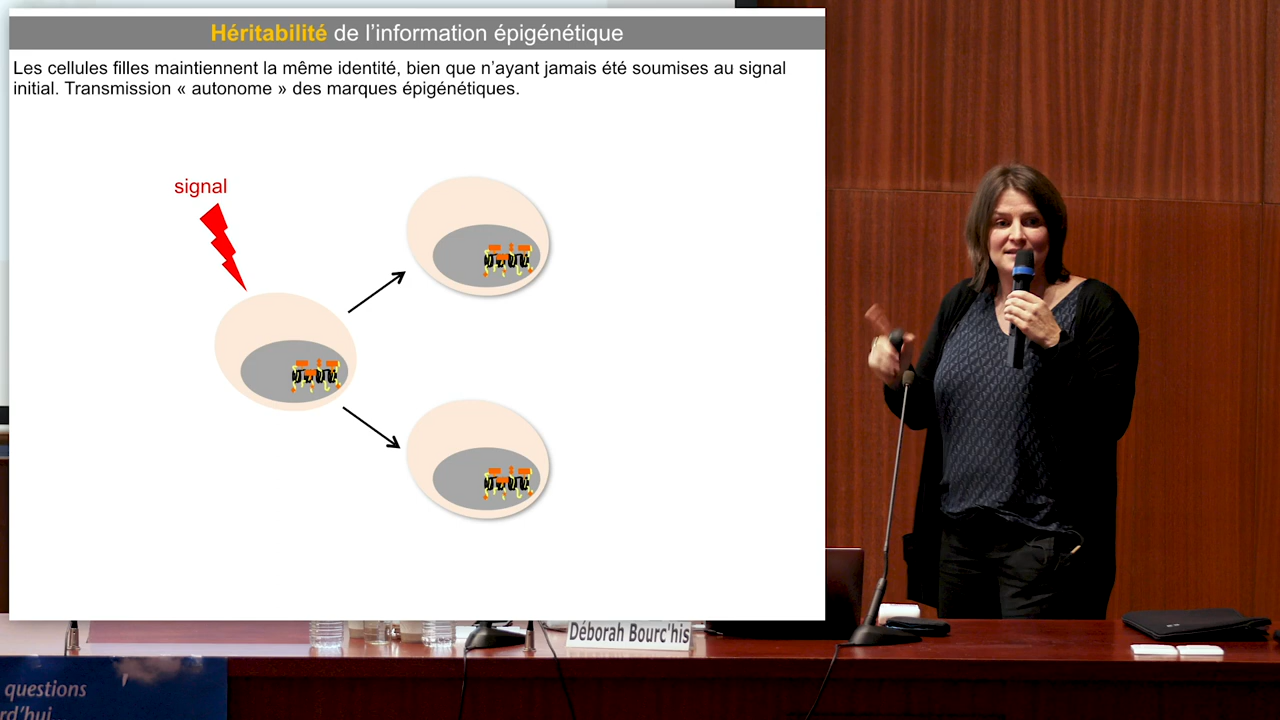 Héritabilité de l’information épigénétique
Les cellules filles maintiennent la même identité, bien que n’ayant jamais été soumises au signal
initial. Transmission « autonome » des marques épigénétiques.
signal
Déborah Bourc'his
questions
rd’hui